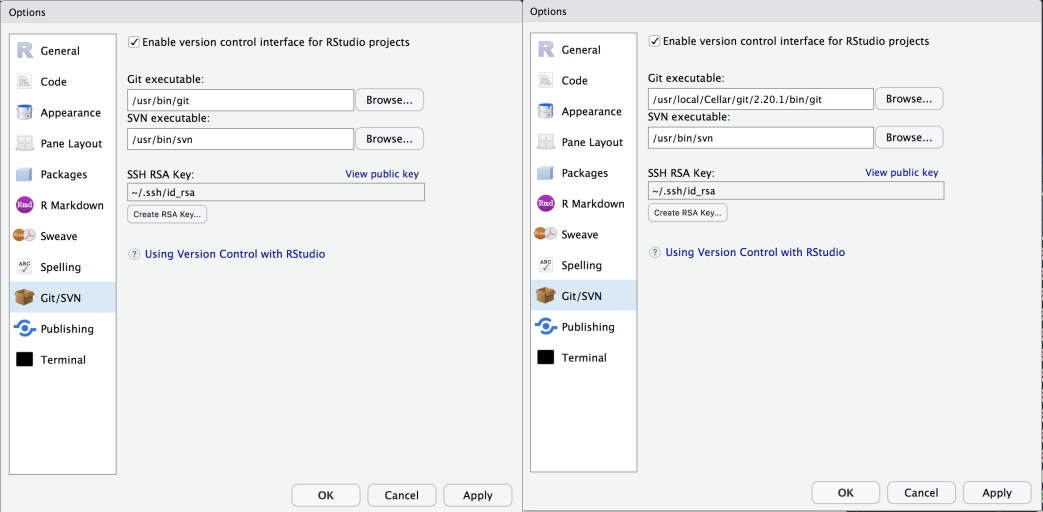 Options
General
Code
Appearance
Pane Layout
Packages
Rmd
R Markdown
Sweave
ABC
Spelling
Git/SVN
Publishing
Terminal
Enable version control interface for RStudio projects
Git executable:
/usr/bin/git
Browse...
SVN executable:
/usr/bin/svn
Browse...
SSH RSA Key:
View public key
~/.ssh/id_rsa
Create RSA Key...
? Using Version Control with RStudio
OK
Cancel
Apply
Options
General
Code
Appearance
Pane Layout
Packages
Rmd
R Markdown
Sweave
ABC
Spelling
Git/SVN
Publishing
Terminal
Enable version control interface for RStudio projects
Git executable:
/usr/local/Cellar/git/2.20.1/bin/git
Browse...
SVN executable:
/usr/bin/svn
Browse...
SSH RSA Key:
View public key
~/.ssh/id_rsa
Create RSA Key...
? Using Version Control with RStudio
OK
Cancel
Apply